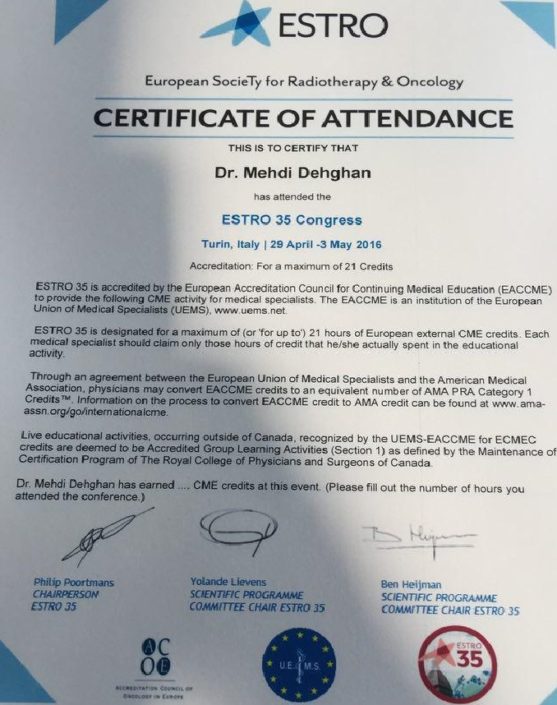 ESTRO
European SocieTy for Radiotherapy & Oncology
CERTIFICATE OF ATTENDANCE
THIS IS TO CERTIFY THAT
Dr. Mehdi Dehghan
has attended the
ESTRO 35 Congress
Turin, Italy | 29 April -3 May 2016
Accreditation: For a maximum of 21 Credits
ESTRO 35 is accredited by the European Accreditation Council for Continuing Medical Education (EACCME)
to provide the following CME activity for medical specialists. The EACCME is an institution of the European
Union of Medical Specialists (UEMS), www.uems.net.
ESTRO 35 is designated for a maximum of (or 'for up to') 21 hours of European external CME credits. Each
medical specialist should claim only those hours of credit that he/she actually spent in the educational
activity.
Through an agreement between the European Union of Medical Specialists and the American Medical
Association, physicians may convert EACCME credits to an equivalent number of AMA PRA Category 1
Credits™. Information on the process to convert EACCME credit to AMA credit can be found at www.ama-
assn.org/go/internationalcme.
Live educational activities, occurring outside of Canada, recognized by the UEMS-EACCME for ECMEC
credits are deemed to be Accredited Group Learning Activities (Section 1) as defined by the Maintenance of
Certification Program of The Royal College of Physicians and Surgeons of Canada.
Dr. Mehdi Dehghan has earned .... CME credits at this event. (Please fill out the number of hours you
attended the conference.)
Philip Poortmans
CHAIRPERSON
ESTRO 35
Yolande Lievens
SCIENTIFIC PROGRAMME
COMMITTEE CHAIR ESTRO 35
Ben Heijman
SCIENTIFIC PROGRAMME
COMMITTEE CHAIR ESTRO 35
ACOE
ACCREDITATION COUNCIL OF
ONCOLOGY IN EUROPE
U.E.M.S.
ESTRO
35